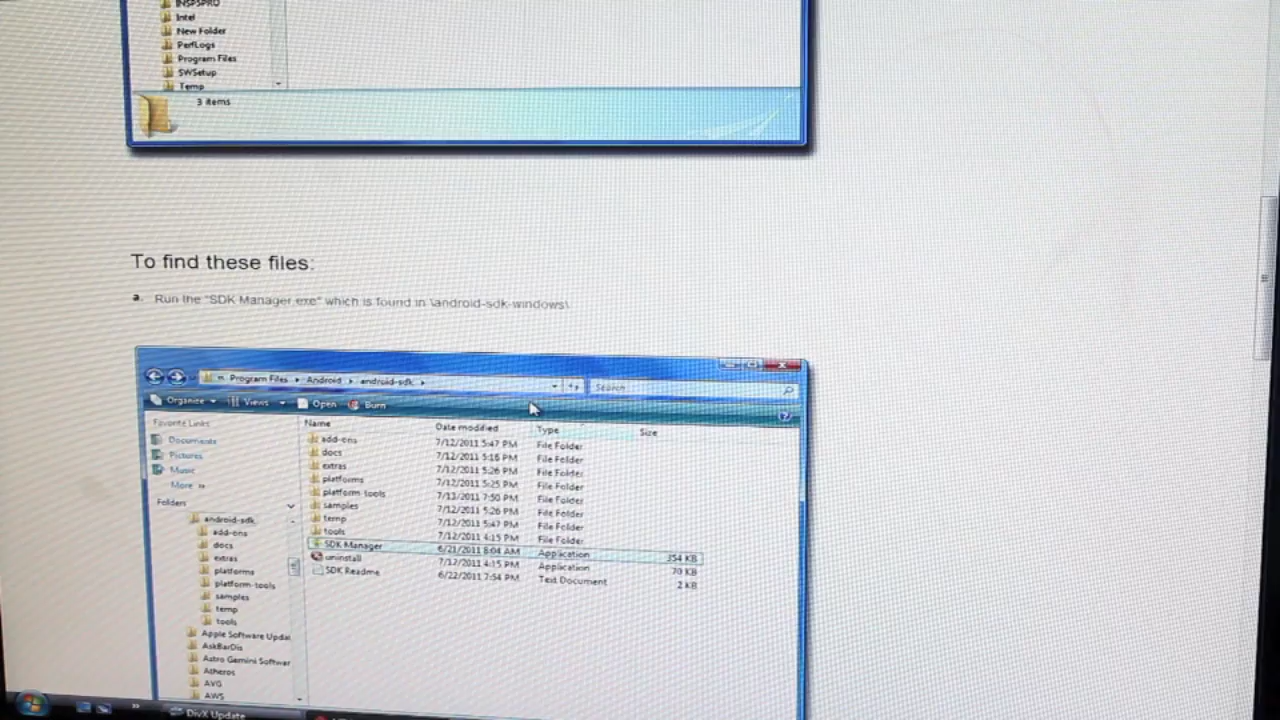 INSPSPRO
Intel
New Folder
PerfLogs
Program Files
SWSetup
Temp
3 items
To find these files:
a. Run the "SDK Manager.exe" which is found in \android-sdk-windows\
Program Files Android android-sdk Search
Organize Views Open Burn
Favorite Links
Documents
Pictures
Music
More »
Folders
android-sdk
add-ons
docs
extras
platforms
platform-tools
samples
temp
tools
Apple Software Updat
AskBarDis
Astro Gemini Softwar
Atheros
AVG
AWS
Name Date modified Type Size
add-ons 7/12/2011 5:47 PM File Folder
docs 7/12/2011 5:16 PM File Folder
extras 7/12/2011 5:26 PM File Folder
platforms 7/12/2011 5:25 PM File Folder
platform-tools 7/13/2011 7:50 PM File Folder
samples 7/12/2011 5:26 PM File Folder
temp 7/12/2011 5:47 PM File Folder
tools 7/12/2011 4:15 PM File Folder
SDK Manager 6/21/2011 8:04 AM Application 354 KB
uninstall 7/12/2011 4:15 PM Application 70 KB
SDK Readme 6/22/2011 7:54 PM Text Document 2 KB
DivX Update